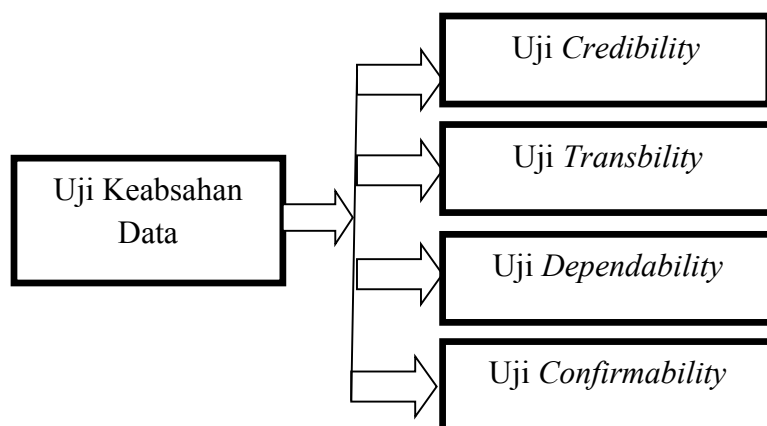 Uji Keabsahan
Data
Uji Credibility
Uji Transbility
Uji Dependability
Uji Confirmability